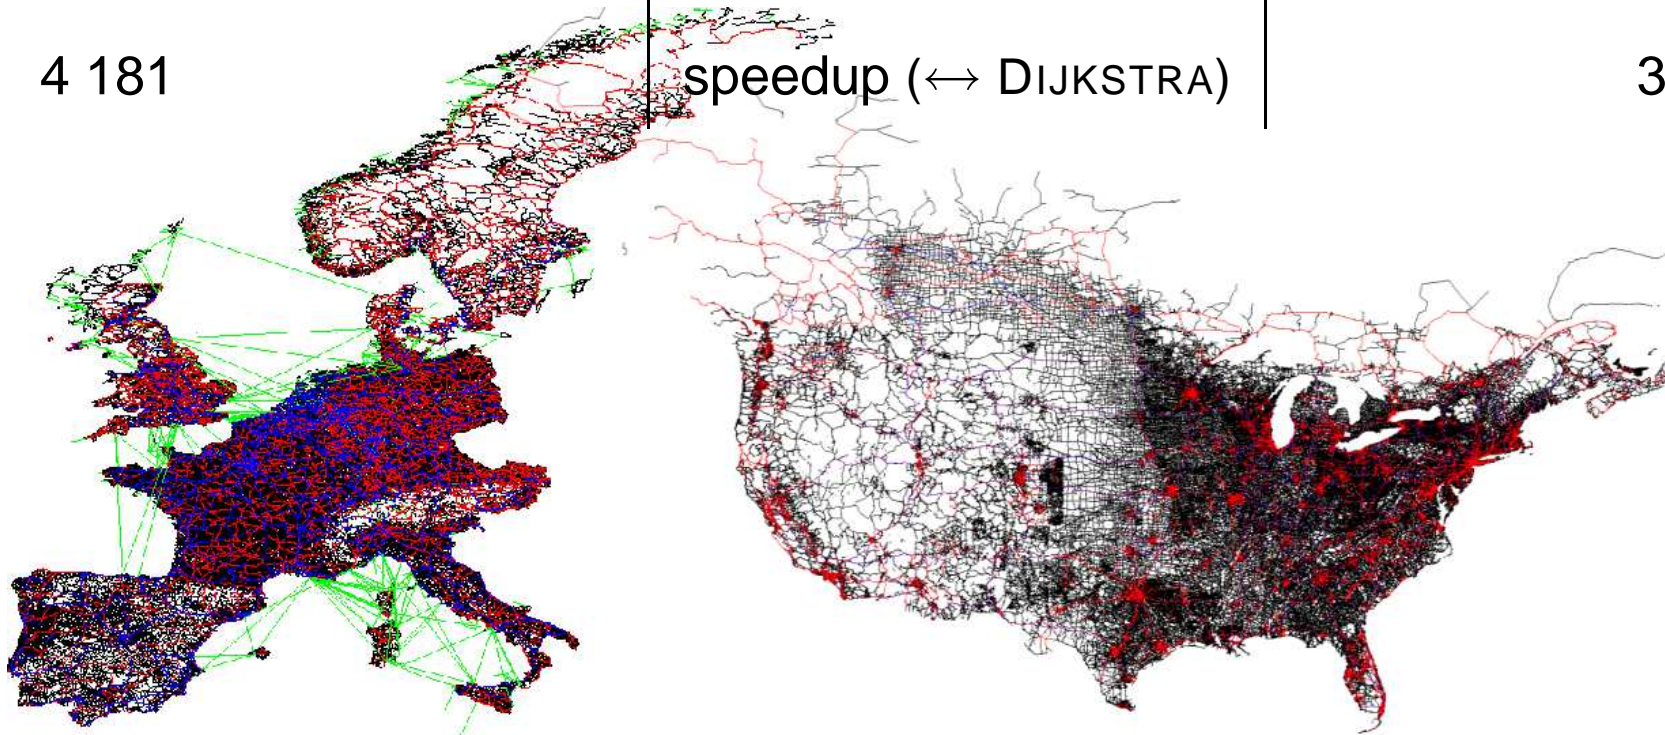 4 181 speedup (↔ DIJKSTRA) 3